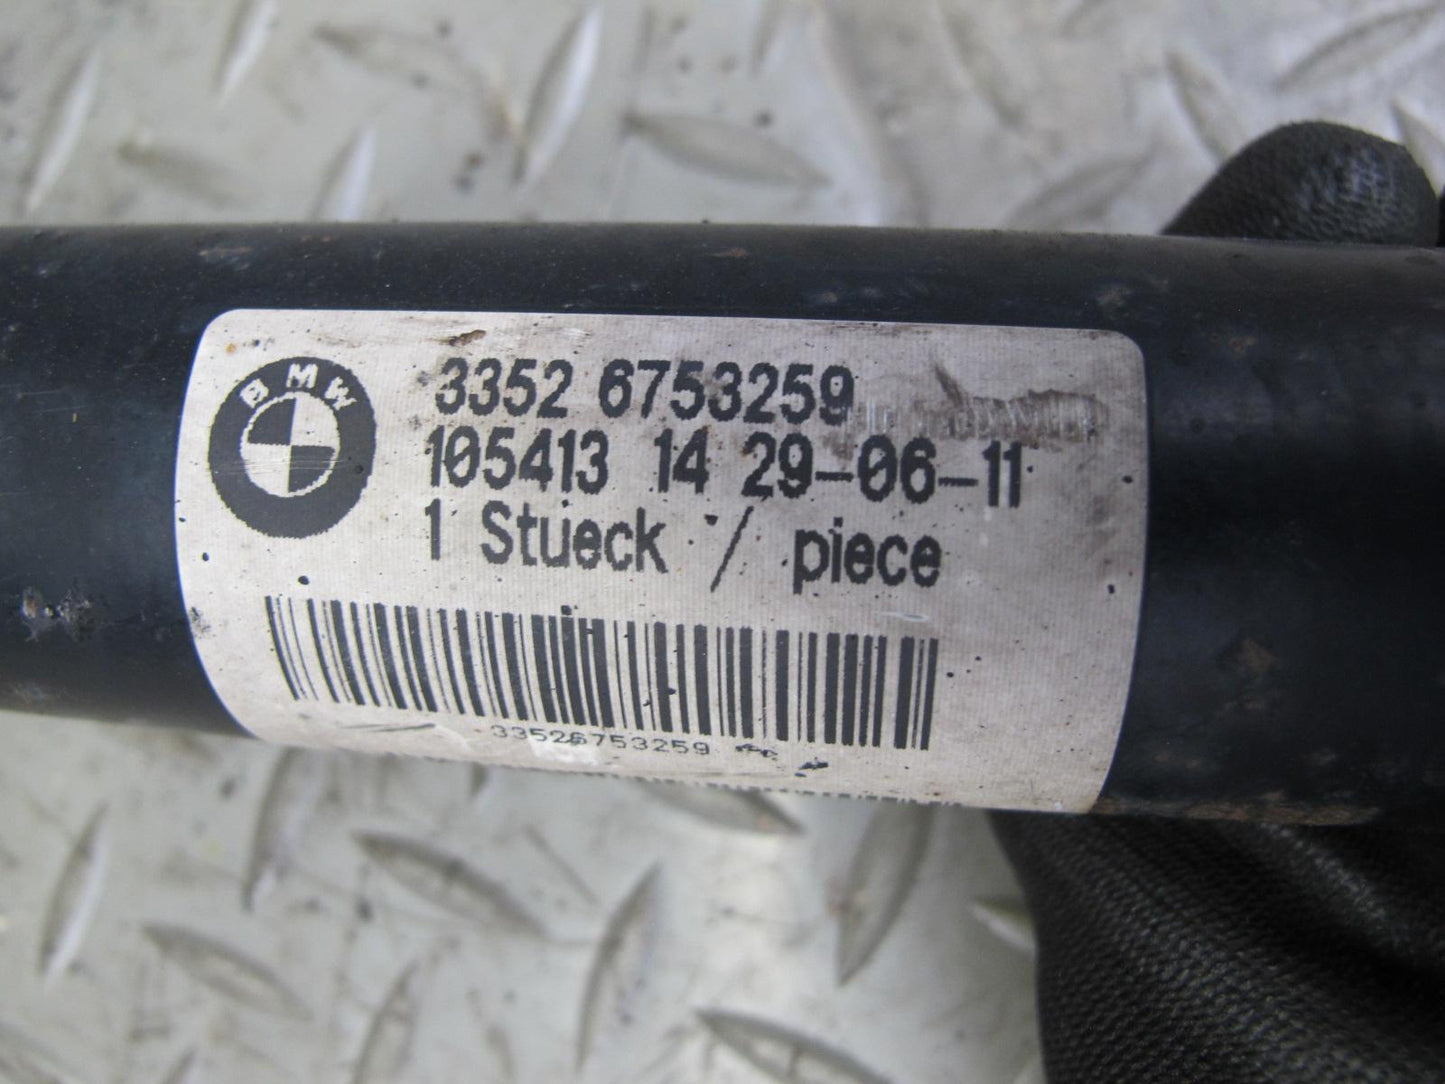 BMW
3352 6753259
105413 14 29-06-11
1 Stueck / piece
33526753259